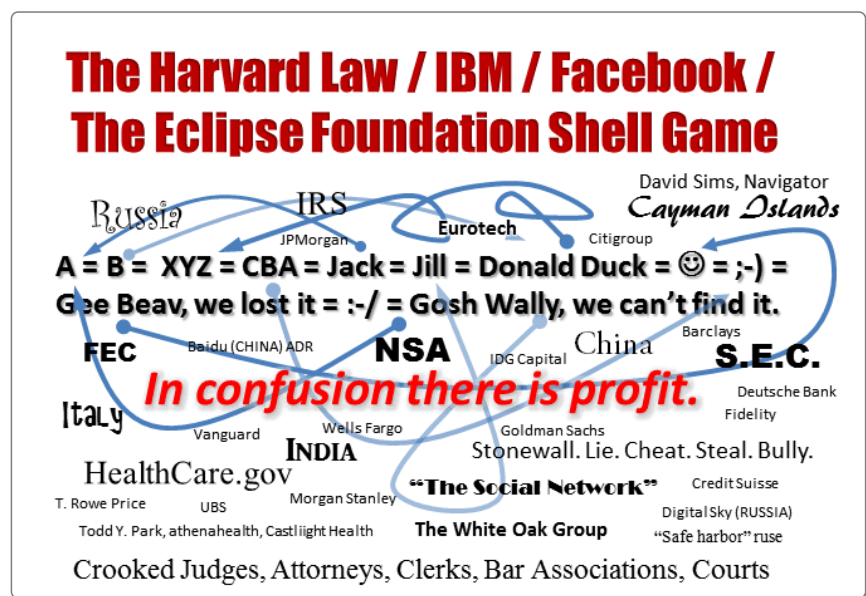 The Harvard Law / IBM / Facebook /
The Eclipse Foundation Shell Game
David Sims, Navigator
Russia
IRS
Cayman Islands
Eurotech
JPMorgan
Citigroup
A = B = XYZ = CBA = Jack = Jill = Donald Duck = ☺ = ;-) =
Gee Beav, we lost it = :-/ = Gosh Wally, we can't find it.
FEC
Baidu (CHINA) ADR
NSA
IDG Capital
China
Barclays
S.E.C.
In confusion there is profit.
Deutsche Bank
Italy
Fidelity
Vanguard
Wells Fargo
Goldman Sachs
INDIA
Stonewall. Lie. Cheat. Steal. Bully.
HealthCare.gov
"The Social Network"
Credit Suisse
T. Rowe Price
UBS
Morgan Stanley
Digital Sky (RUSSIA)
Todd Y. Park, athenahealth, Castliight Health
The White Oak Group
"Safe harbor" ruse
Crooked Judges, Attorneys, Clerks, Bar Associations, Courts